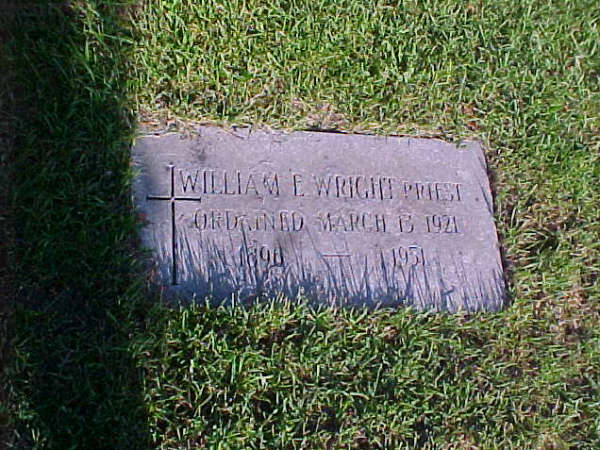 WILLIAM E WRIGHT PRIEST
ORDAINED MARCH 13 1921
1890 — 1951